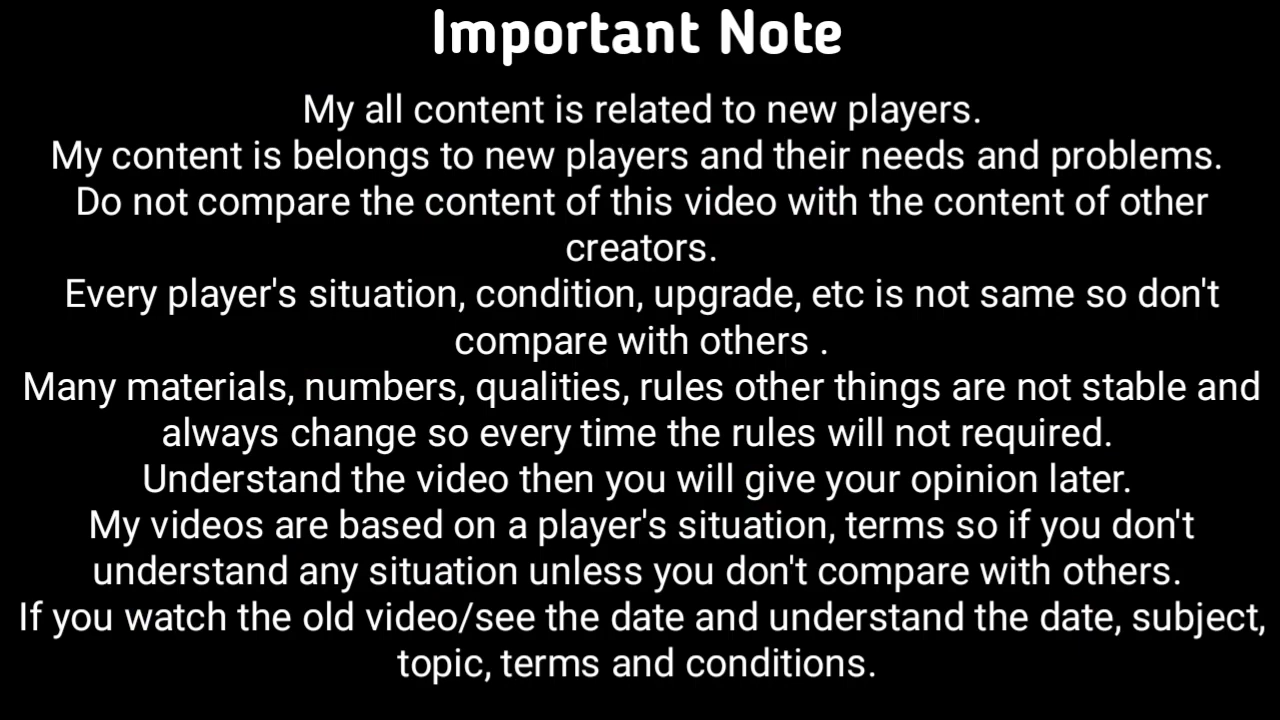 Important Note
My all content is related to new players.
My content is belongs to new players and their needs and problems.
Do not compare the content of this video with the content of other
creators.
Every player's situation, condition, upgrade, etc is not same so don't
compare with others .
Many materials, numbers, qualities, rules other things are not stable and
always change so every time the rules will not required.
Understand the video then you will give your opinion later.
My videos are based on a player's situation, terms so if you don't
understand any situation unless you don't compare with others.
If you watch the old video/see the date and understand the date, subject,
topic, terms and conditions.